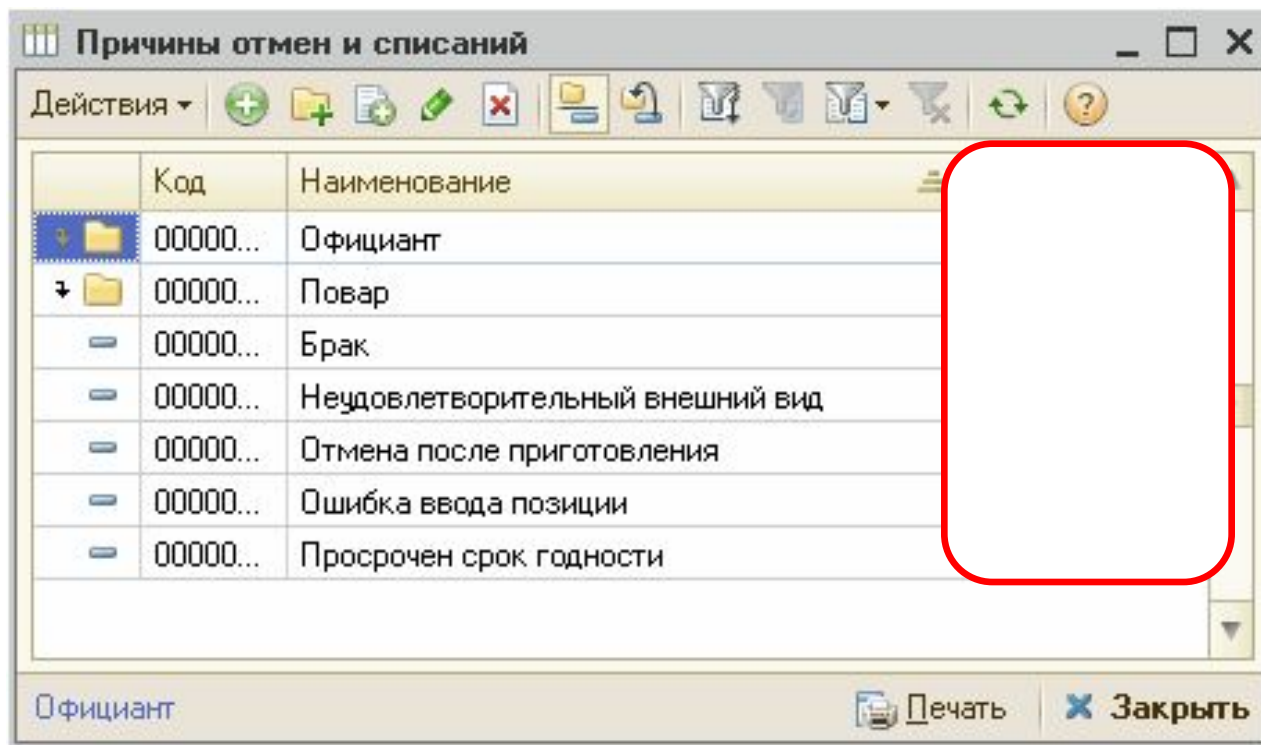 Причины отмен и списаний
Действия
Код Наименование
00000... Официант
00000... Повар
00000... Брак
00000... Неудовлетворительный внешний вид
00000... Отмена после приготовления
00000... Ошибка ввода позиции
00000... Просрочен срок годности
Официант Печать Закрыть